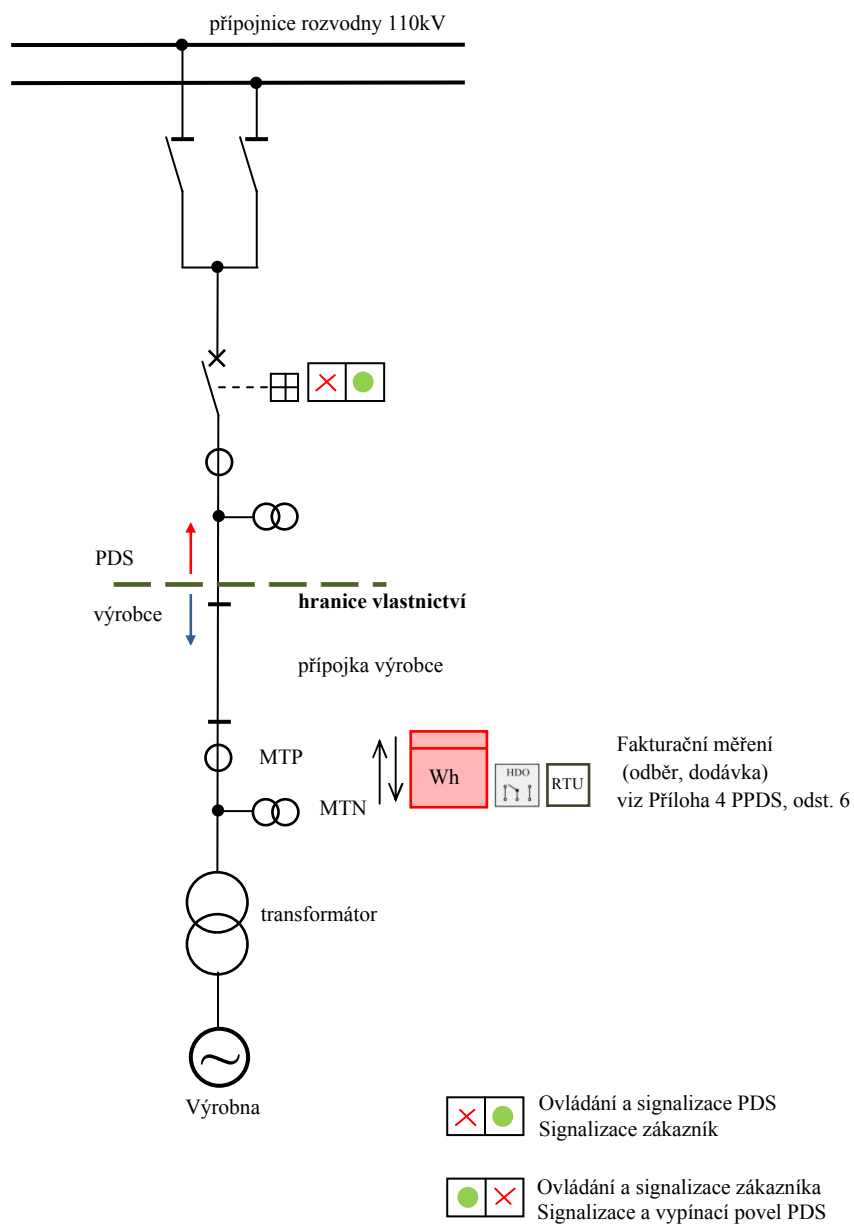 přípojnice rozvodny 110kV
PDS
výrobce
hranice vlastnictví
přípojka výrobce
MTP
MTN
Wh
HDO
RTU
Fakturační měření
(odběr, dodávka)
viz Příloha 4 PPDS, odst. 6
transformátor
Výrobna
Ovládání a signalizace PDS
Signalizace zákazník
Ovládání a signalizace zákazníka
Signalizace a vypínací povel PDS